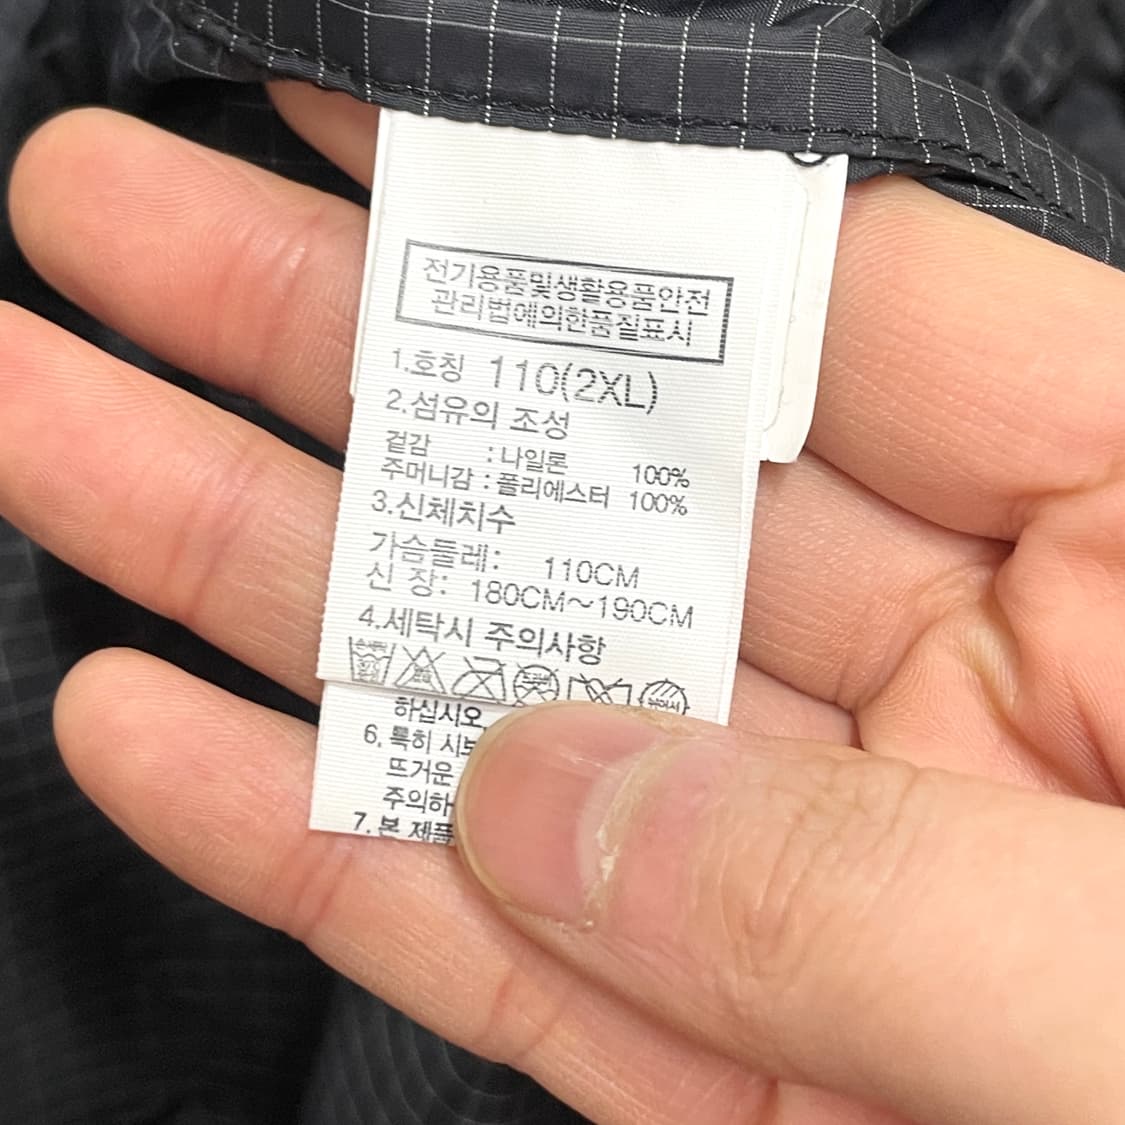 전기용품및생활용품안전
관리법에의한품질표시
1.호칭 110(2XL)
2.섬유의 조성
겉감 : 나일론 100%
주머니감 : 폴리에스터 100%
3.신체치수
가슴둘레: 110CM
신 장: 180CM~190CM
4.세탁시 주의사항
하십시오.
6. 특히
뜨거운
7. 본 제품